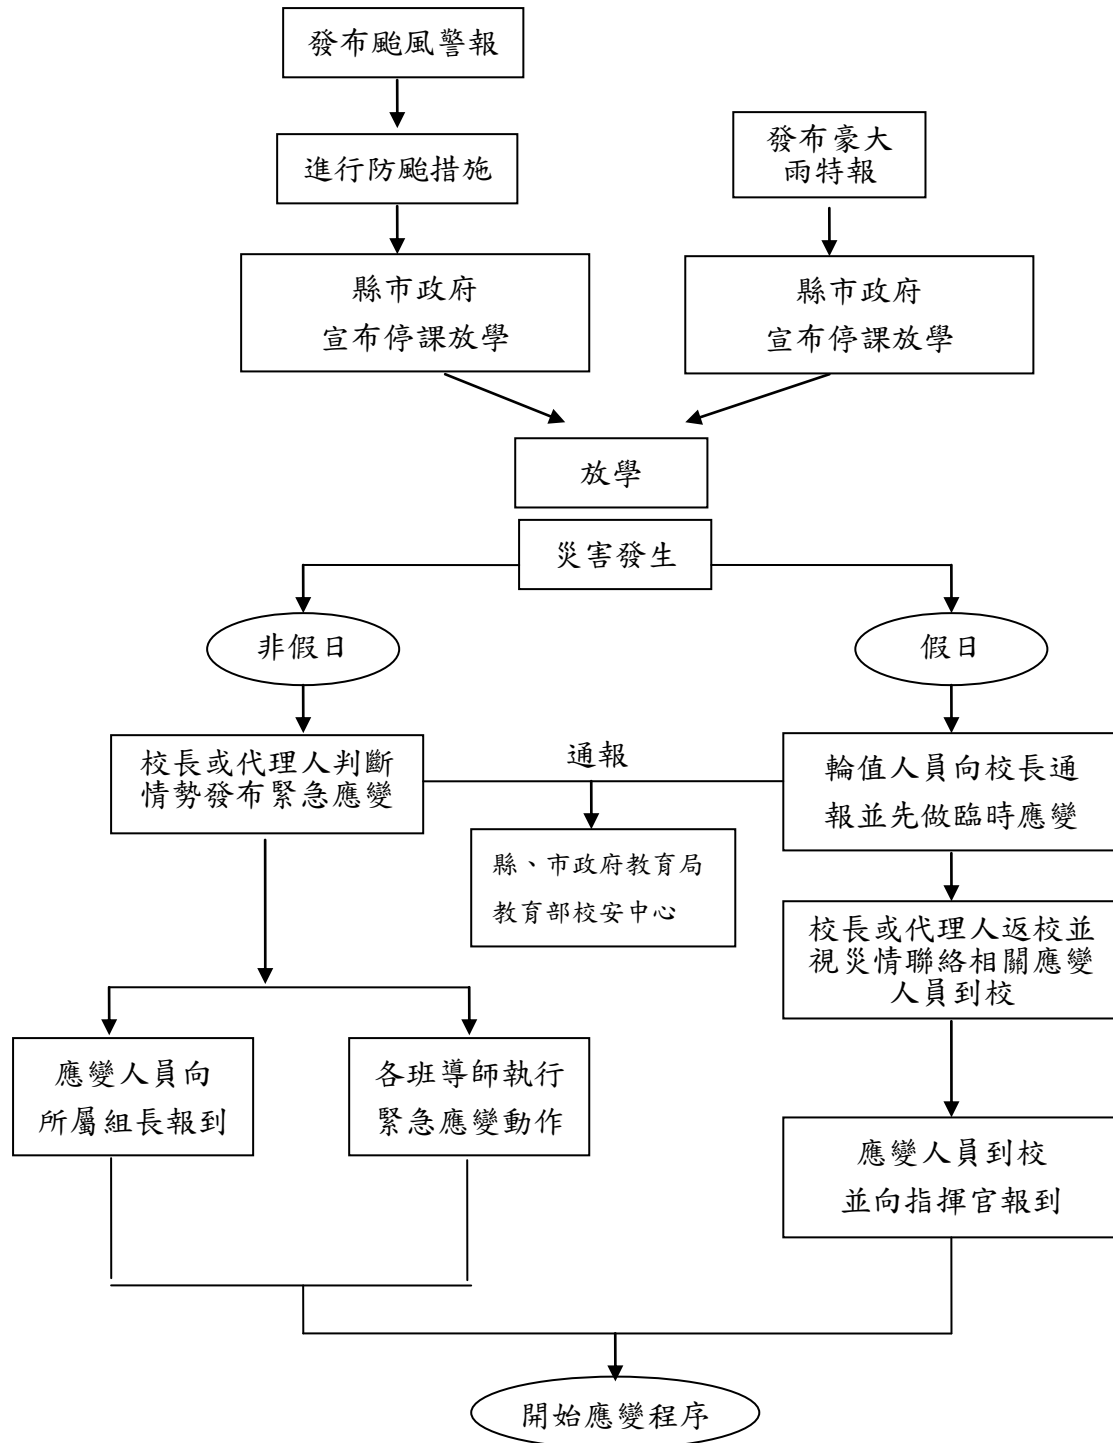 發布颱風警報
進行防颱措施
發布豪大
雨特報
縣市政府
宣布停課放學
縣市政府
宣布停課放學
放學
災害發生
非假日
假日
校長或代理人判斷
情勢發布緊急應變
通報
輪值人員向校長通
報並先做臨時應變
縣、市政府教育局
教育部校安中心
校長或代理人返校並
視災情聯絡相關應變
人員到校
應變人員向
所屬組長報到
各班導師執行
緊急應變動作
應變人員到校
並向指揮官報到
開始應變程序